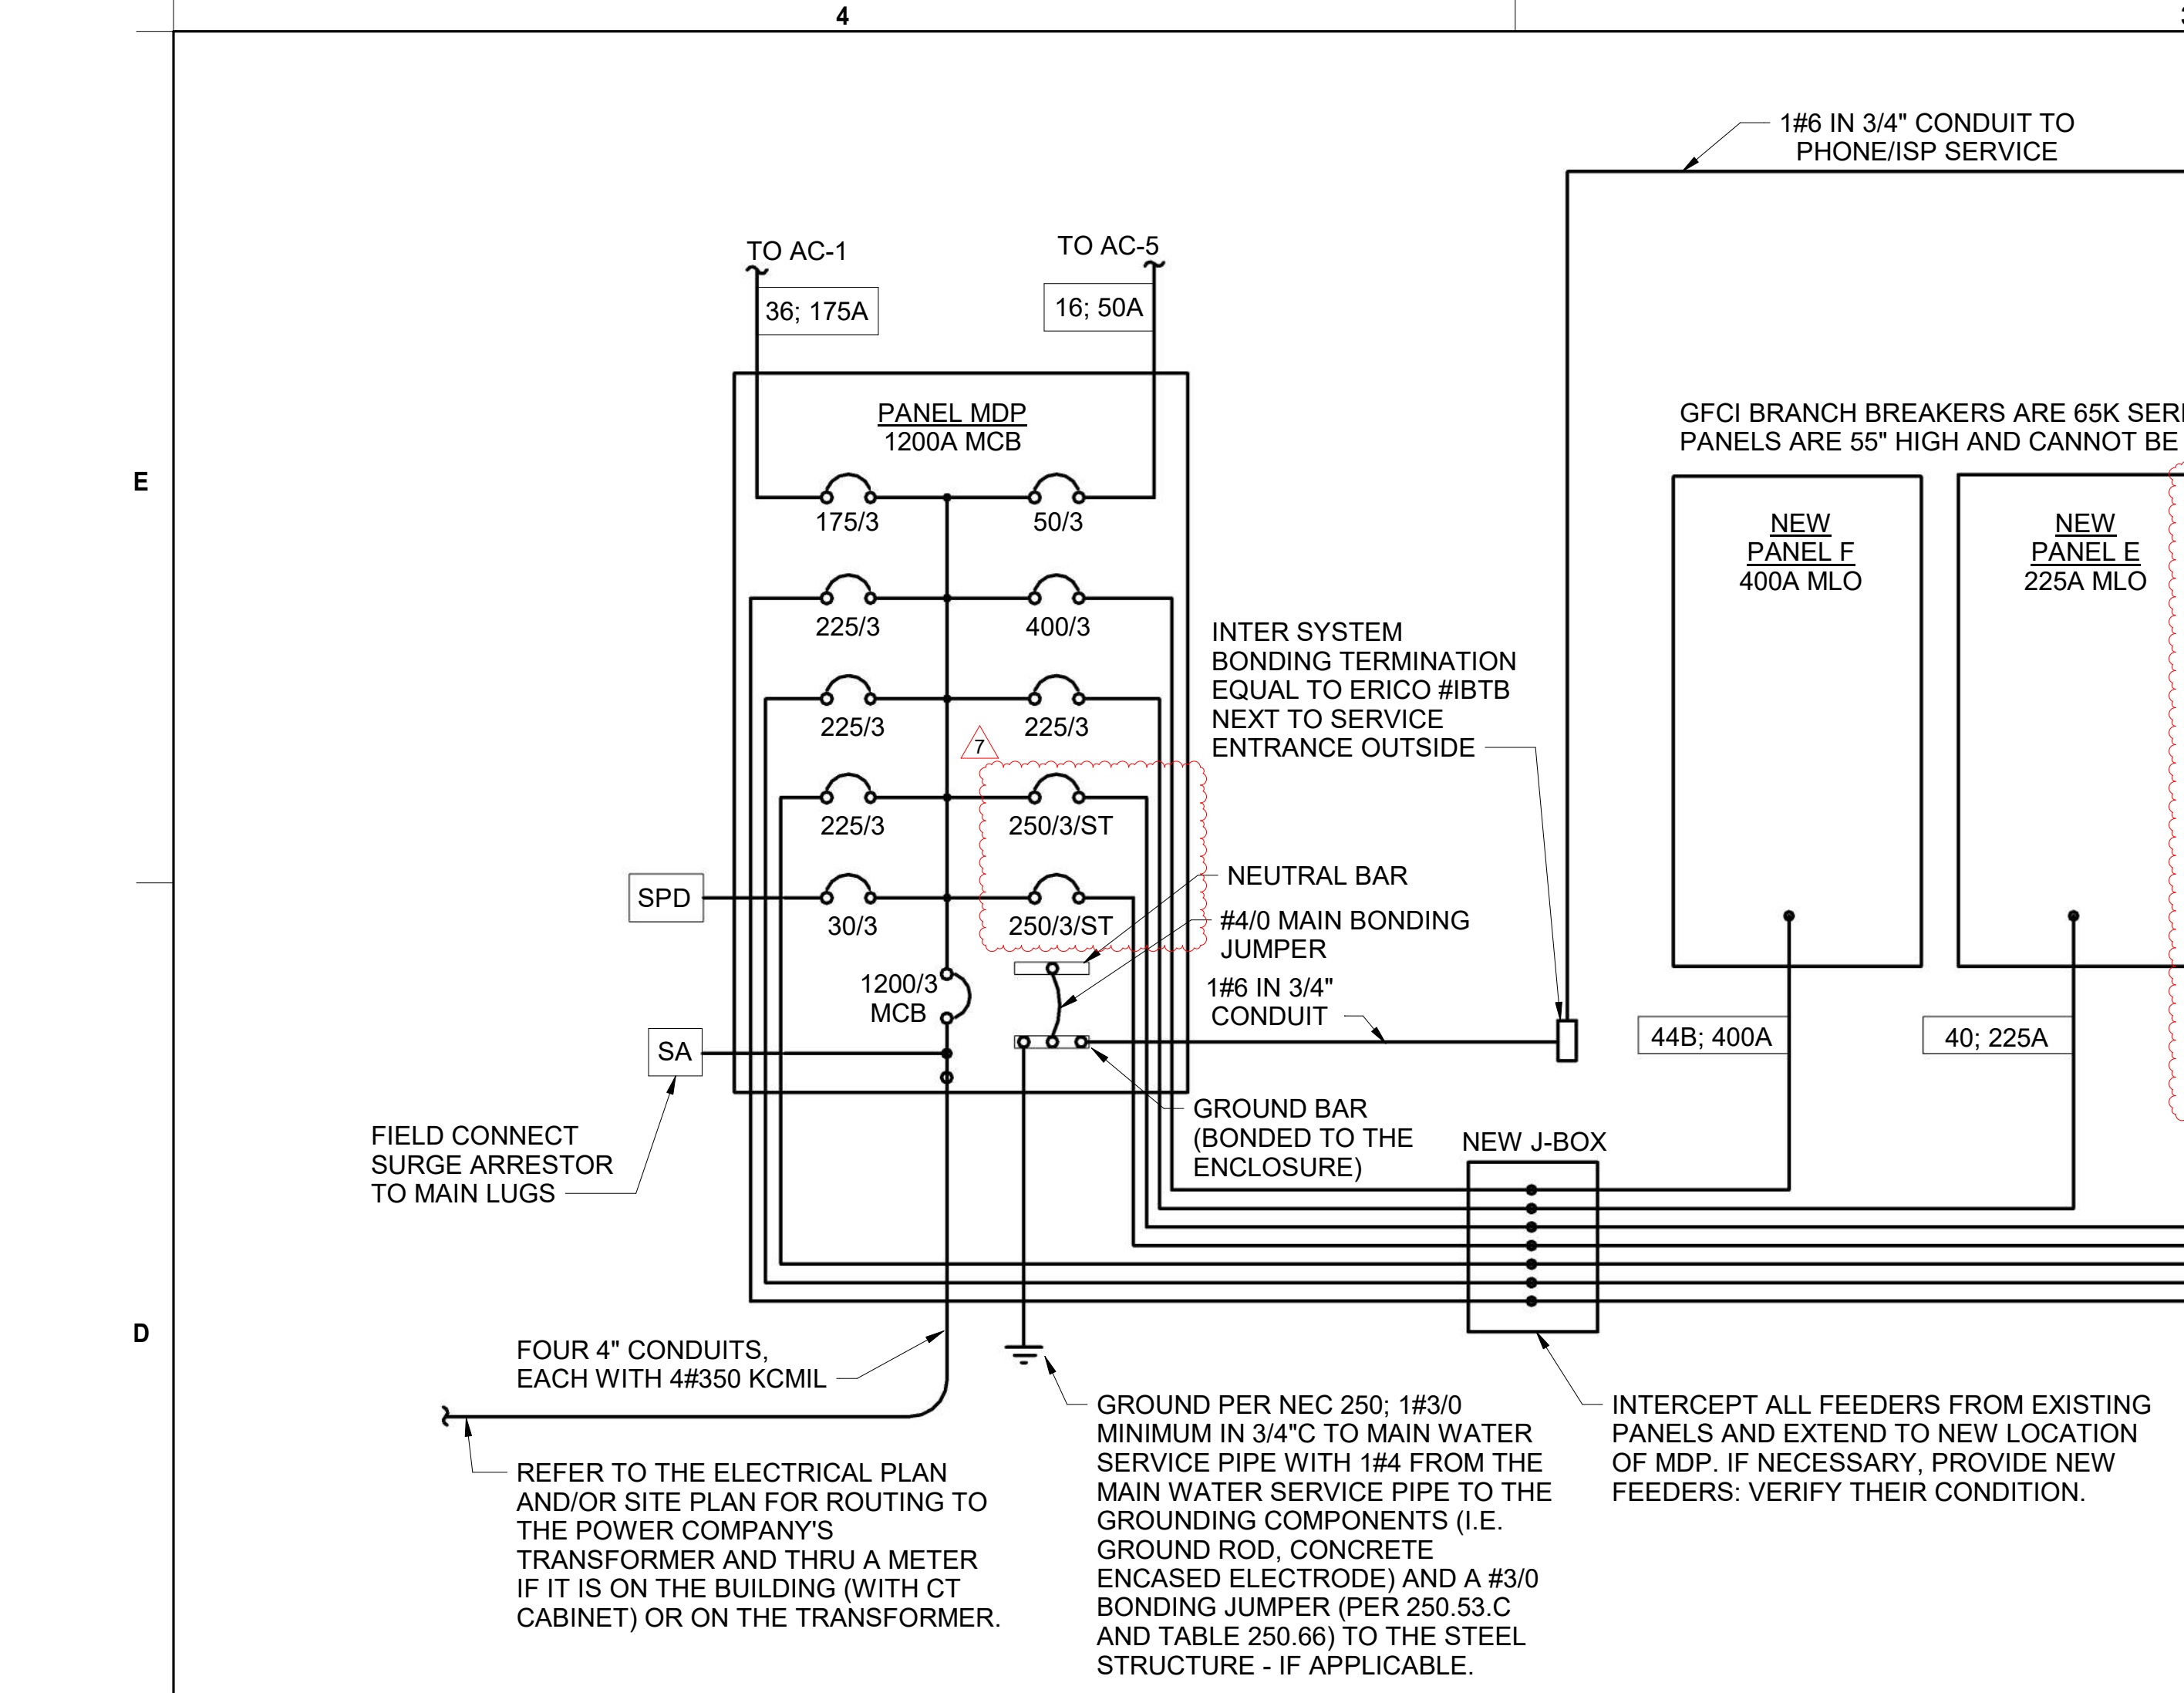 4
1#6 IN 3/4" CONDUIT TO
PHONE/ISP SERVICE
TO AC-1
TO AC-5
36; 175A
16; 50A
PANEL MDP
1200A MCB
GFCI BRANCH BREAKERS ARE 65K
PANELS ARE 55" HIGH AND CANNOT BE
E
175/3
50/3
NEW
PANEL F
400A MLO
NEW
PANEL E
225A MLO
225/3
400/3
INTER SYSTEM
BONDING TERMINATION
EQUAL TO ERICO #IBTB
NEXT TO SERVICE
ENTRANCE OUTSIDE
225/3
225/3
7
225/3
250/3/ST
NEUTRAL BAR
SPD
30/3
250/3/ST
#4/0 MAIN BONDING
JUMPER
1200/3
MCB
1#6 IN 3/4"
CONDUIT
SA
44B; 400A
40; 225A
FIELD CONNECT
SURGE ARRESTOR
TO MAIN LUGS
GROUND BAR
(BONDED TO THE
ENCLOSURE)
NEW J-BOX
D
FOUR 4" CONDUITS,
EACH WITH 4#350 KCMIL
REFER TO THE ELECTRICAL PLAN
AND/OR SITE PLAN FOR ROUTING TO
THE POWER COMPANY'S
TRANSFORMER AND THRU A METER
IF IT IS ON THE BUILDING (WITH CT
CABINET) OR ON THE TRANSFORMER.
GROUND PER NEC 250; 1#3/0
MINIMUM IN 3/4"C TO MAIN WATER
SERVICE PIPE WITH 1#4 FROM THE
MAIN WATER SERVICE PIPE TO THE
GROUNDING COMPONENTS (I.E.
GROUND ROD, CONCRETE
ENCASED ELECTRODE) AND A #3/0
BONDING JUMPER (PER 250.53.C
AND TABLE 250.66) TO THE STEEL
STRUCTURE - IF APPLICABLE.
INTERCEPT ALL FEEDERS FROM EXISTING
PANELS AND EXTEND TO NEW LOCATION
OF MDP. IF NECESSARY, PROVIDE NEW
FEEDERS: VERIFY THEIR CONDITION.